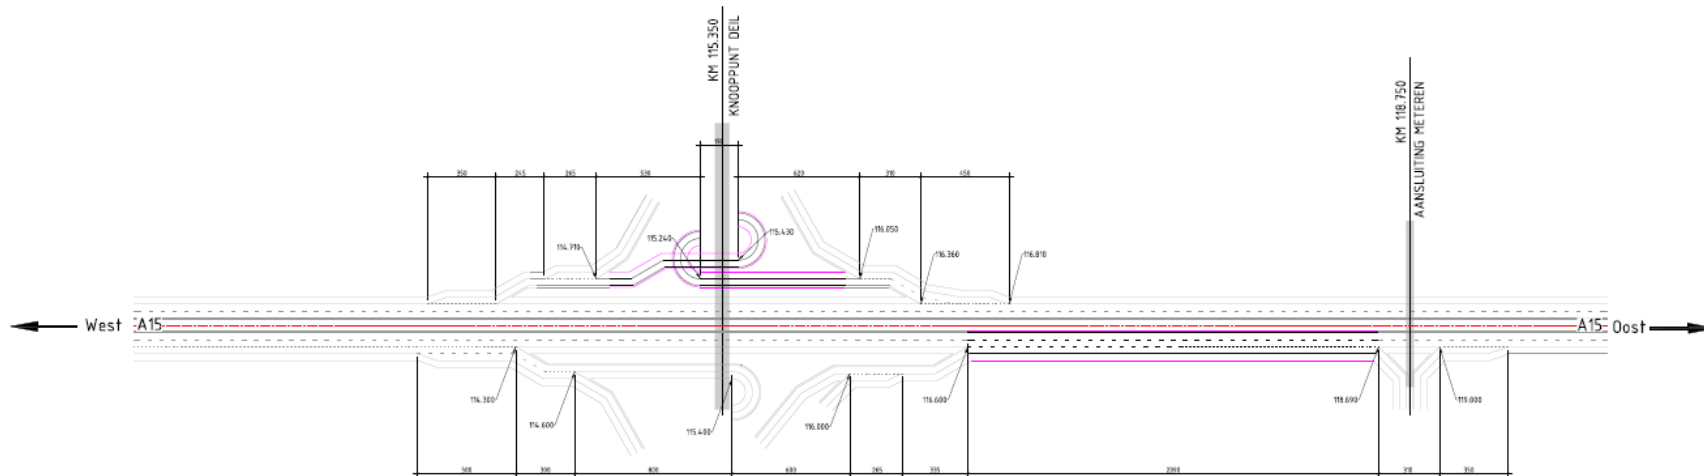 KM 115.350
KNOOPPUNT DEIL
KM 118.750
AANSLUITING METEREN
190
350 245 265 530 620 310 450
114.710
115.240
115.430
116.050
116.360
116.810
West A15
A15 Oost
114.300
114.600
115.400
116.000
116.600
118.690
119.000
500 300 800 600 265 335 2090 310 350